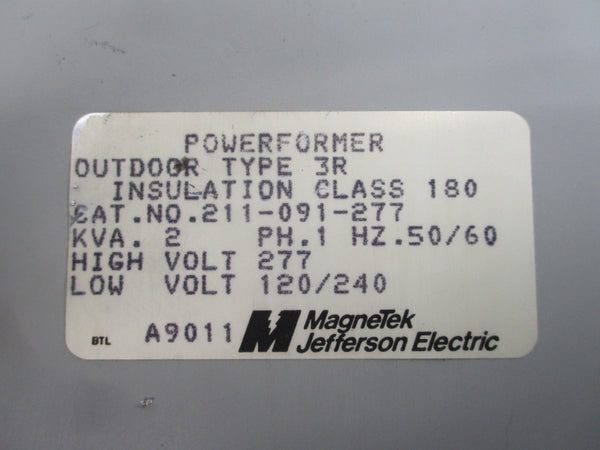 POWERFORMER
OUTDOOR TYPE 3R
INSULATION CLASS 180
CAT.NO.211-091-277
KVA. 2 PH.1 HZ.50/60
HIGH VOLT 277
LOW VOLT 120/240
BTL A9011 MagneTek
Jefferson Electric